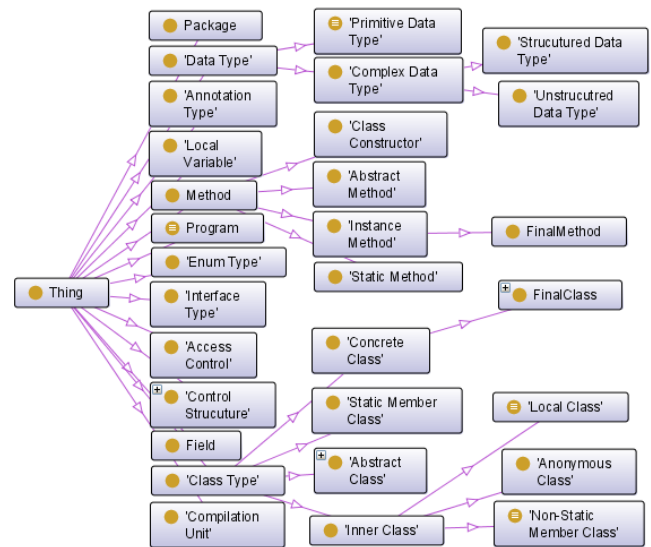 Package
'Data Type'
'Annotation
Type'
'Local
Variable'
Method
Program
'Enum Type'
Thing
'Interface
Type'
'Access
Control'
'Control
Strucuture'
Field
'Class Type'
'Compilation
Unit'
'Primitive Data
Type'
'Complex Data
Type'
'Class
Constructor'
'Abstract
Method'
'Instance
Method'
'Static Method'
'Concrete
Class'
'Static Member
Class'
'Abstract
Class'
'Inner Class'
'Strucutured Data
Type'
'Unstrucutred
Data Type'
FinalMethod
FinalClass
'Local Class'
'Anonymous
Class'
'Non-Static
Member Class'